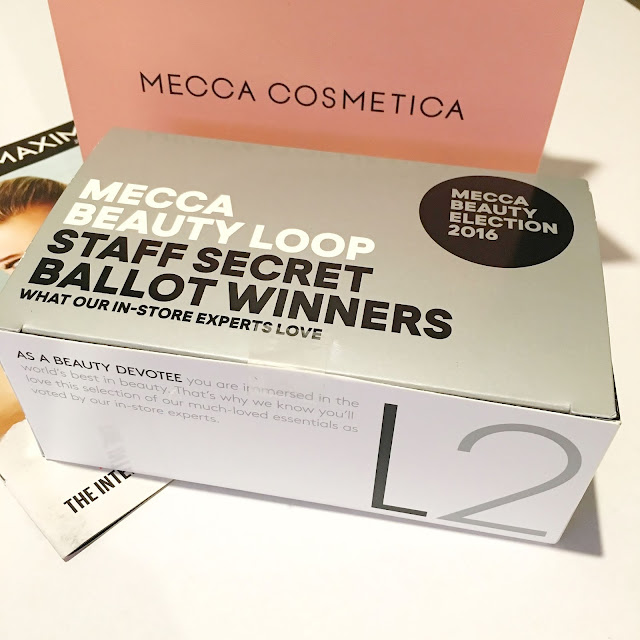 MECCA COSMETICA
MAXIM
MECCA
BEAUTY LOOP
STAFF SECRET
BALLOT WINNERS
WHAT OUR IN-STORE EXPERTS LOVE
MECCA
BEAUTY
ELECTION
2016
AS A BEAUTY DEVOTEE you are immersed in the
world's best in beauty. That's why we know you'll
love this selection of our much-loved essentials as
voted by our in-store experts.
L2
THE INTE